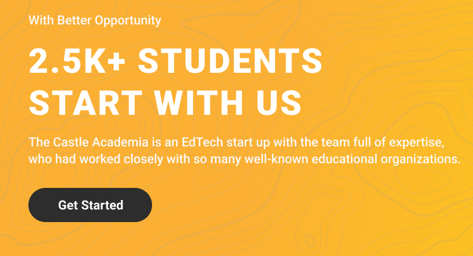 With Better Opportunity
2.5K+ STUDENTS
START WITH US
The Castle Academia is an EdTech start up with the team full of expertise,
who had worked closely with so many well-known educational organizations.
Get Started